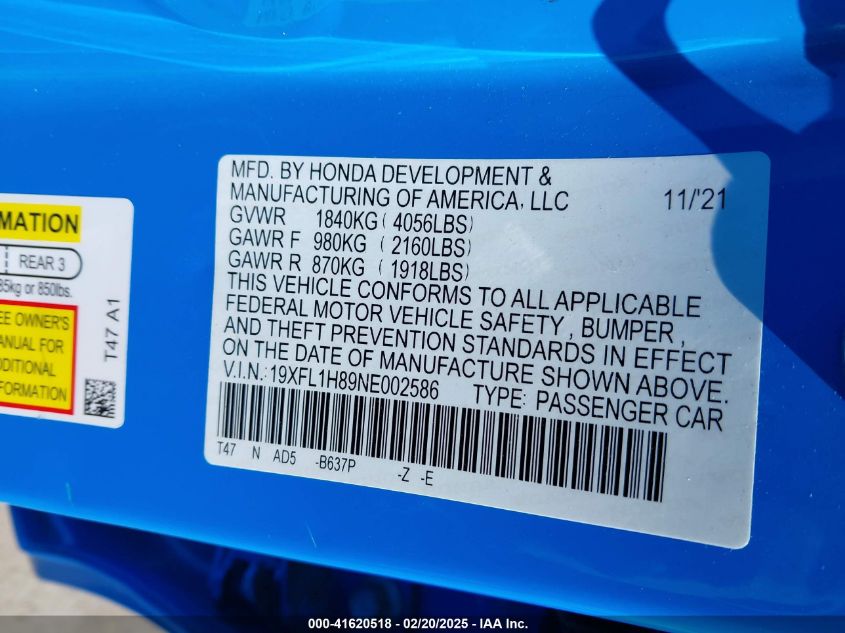 MATION
REAR 3
85kg or 850lbs.
EE OWNER'S
ANUAL FOR
DDITIONAL
FORMATION
T47 A1
MFD. BY HONDA DEVELOPMENT &
MANUFACTURING OF AMERICA, LLC 11/'21
GVWR 1840KG ( 4056LBS)
GAWR F 980KG ( 2160LBS)
GAWR R 870KG ( 1918LBS)
THIS VEHICLE CONFORMS TO ALL APPLICABLE
FEDERAL MOTOR VEHICLE SAFETY, BUMPER,
AND THEFT PREVENTION STANDARDS IN EFFECT
ON THE DATE OF MANUFACTURE SHOWN ABOVE.
V.I.N.: 19XFL1H89NE002586 TYPE: PASSENGER CAR
T47 N AD5 -B637P -Z -E
000-41620518 - 02/20/2025 - IAA Inc.